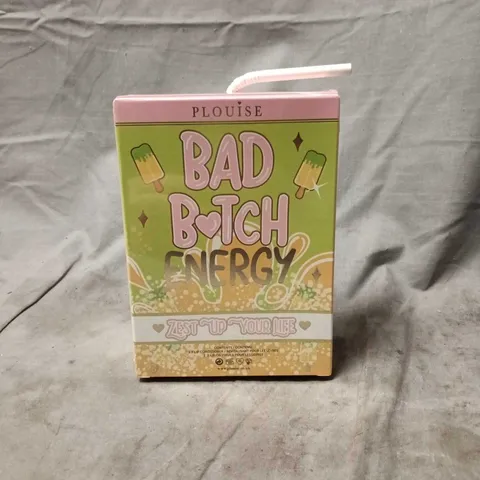 PLOUISE
BAD
B♥TCH
ENERGY
ZEST UP YOUR LIFE